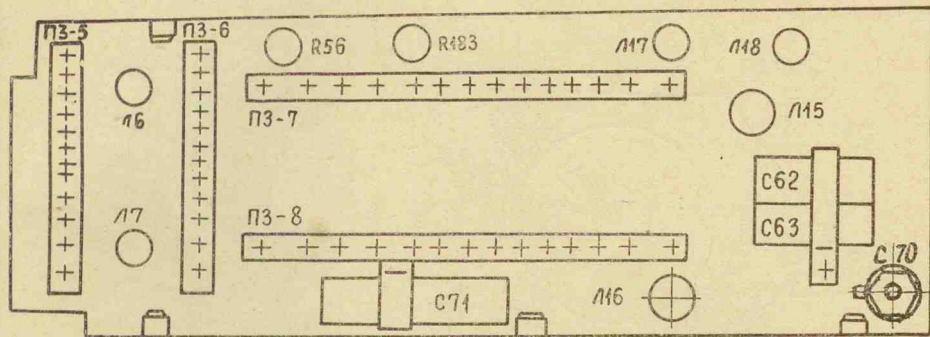 П3-5
П3-6
R56
R183
Л17
Л18
Л6
П3-7
Л15
С62
Л7
П3-8
С63
С70
С71
Л16